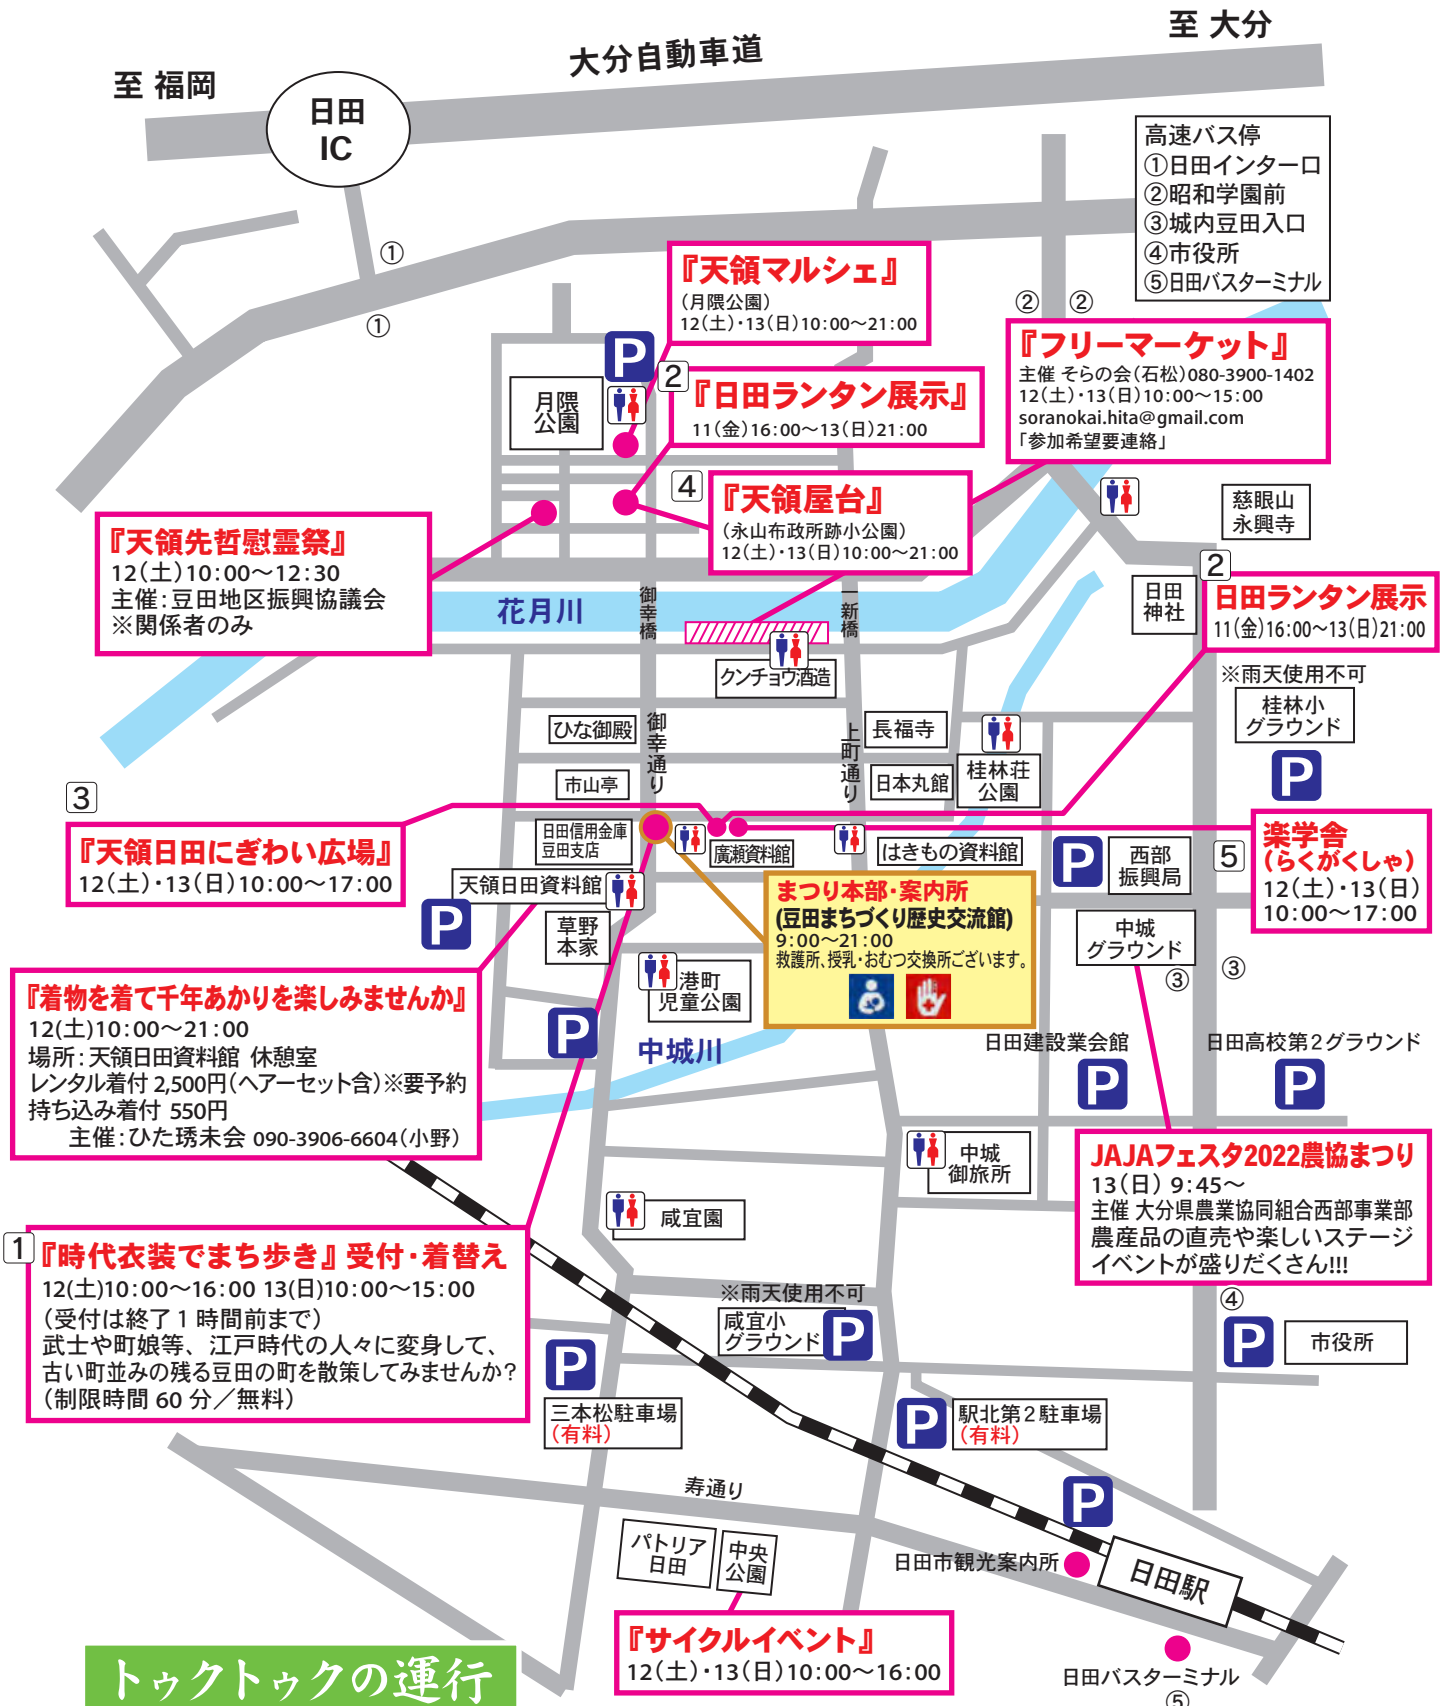 至 大分
大分自動車道
至 福岡
日田
IC
高速バス停
①日田インター口
②昭和学園前
③城内豆田入口
④市役所
⑤日田バスターミナル
①
①
②
②
『天領マルシェ』
(月隈公園)
12(土)・13(日)10:00～21:00
P
月隈
公園
2
『日田ランタン展示』
11(金)16:00～13(日)21:00
『フリーマーケット』
主催 そらの会(石松)080-3900-1402
12(土)・13(日)10:00～15:00
soranokai.hita@gmail.com
「参加希望要連絡」
4
『天領屋台』
(永山布政所跡小公園)
12(土)・13(日)10:00～21:00
慈眼山
永興寺
『天領先哲慰霊祭』
12(土)10:00～12:30
主催:豆田地区振興協議会
※関係者のみ
花月川
御幸橋
一新橋
日田
神社
2
日田ランタン展示
11(金)16:00～13(日)21:00
クンチョウ酒造
※雨天使用不可
桂林小
グラウンド
P
ひな御殿
御幸通り
上町通り
長福寺
市山亭
日本丸館
桂林荘
公園
3
『天領日田にぎわい広場』
12(土)・13(日)10:00～17:00
日田信用金庫
豆田支店
廣瀬資料館
はきもの資料館
P
西部
振興局
5
楽学舎
(らくがくしゃ)
12(土)・13(日)
10:00～17:00
天領日田資料館
P
草野
本家
まつり本部・案内所
(豆田まちづくり歴史交流館)
9:00～21:00
救護所、授乳・おむつ交換所ございます。
中城
グラウンド
③
③
港町
児童公園
『着物を着て千年あかりを楽しみませんか』
12(土)10:00～21:00
場所:天領日田資料館 休憩室
レンタル着付 2,500円(ヘアーセット含)※要予約
持ち込み着付 550円
主催:ひた琇未会 090-3906-6604(小野)
P
中城川
日田建設業会館
P
日田高校第2グラウンド
P
中城
御旅所
JAJAフェスタ2022農協まつり
13(日) 9:45～
主催 大分県農業協同組合西部事業部
農産品の直売や楽しいステージ
イベントが盛りだくさん!!!
咸宜園
1
『時代衣装でまち歩き』受付・着替え
12(土)10:00～16:00 13(日)10:00～15:00
(受付は終了1時間前まで)
武士や町娘等、江戸時代の人々に変身して、
古い町並みの残る豆田の町を散策してみませんか?
(制限時間 60 分／無料)
※雨天使用不可
咸宜小
グラウンド
P
④
P
市役所
P
三本松駐車場
(有料)
P
駅北第2駐車場
(有料)
寿通り
P
パトリア
日田
中央
公園
日田市観光案内所
日田駅
『サイクルイベント』
12(土)・13(日)10:00～16:00
トゥクトゥクの運行
日田バスターミナル
⑤